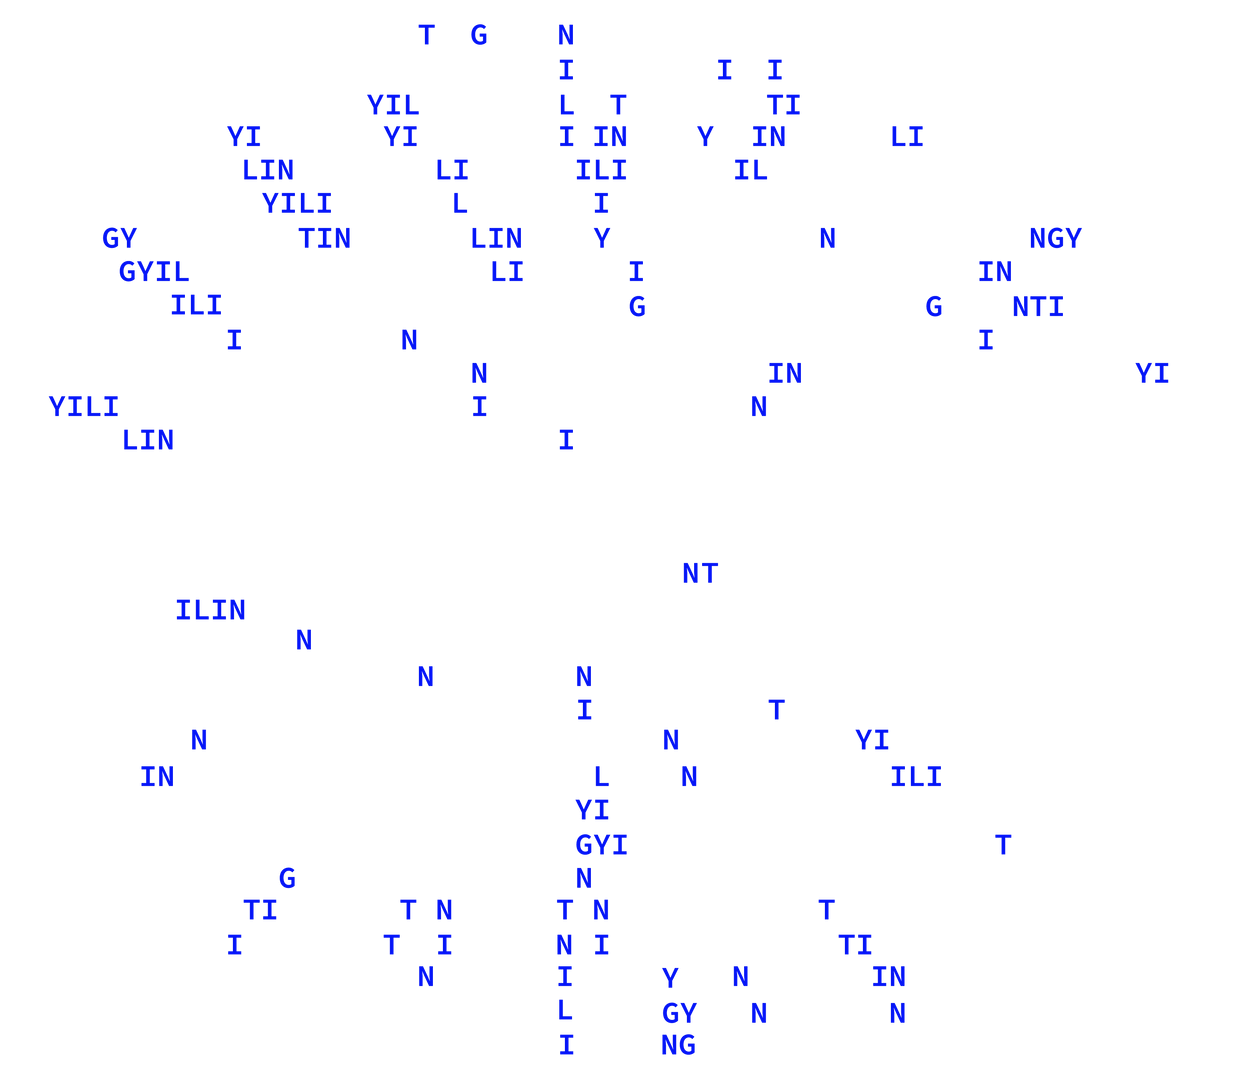 T G N
I I I
YIL L T TI
YI YI I IN Y IN LI
LIN LI ILI IL
YILI L I
GY TIN LIN Y N NGY
GYIL LI I IN
ILI G G NTI
I N I
N IN YI
YILI I N
LIN I
NT
ILIN
N
N N
I T
N N YI
IN L N ILI
YI
GYI T
G N
TI T N T N T
I T I N I TI
N I Y N IN
L GY N N
I NG